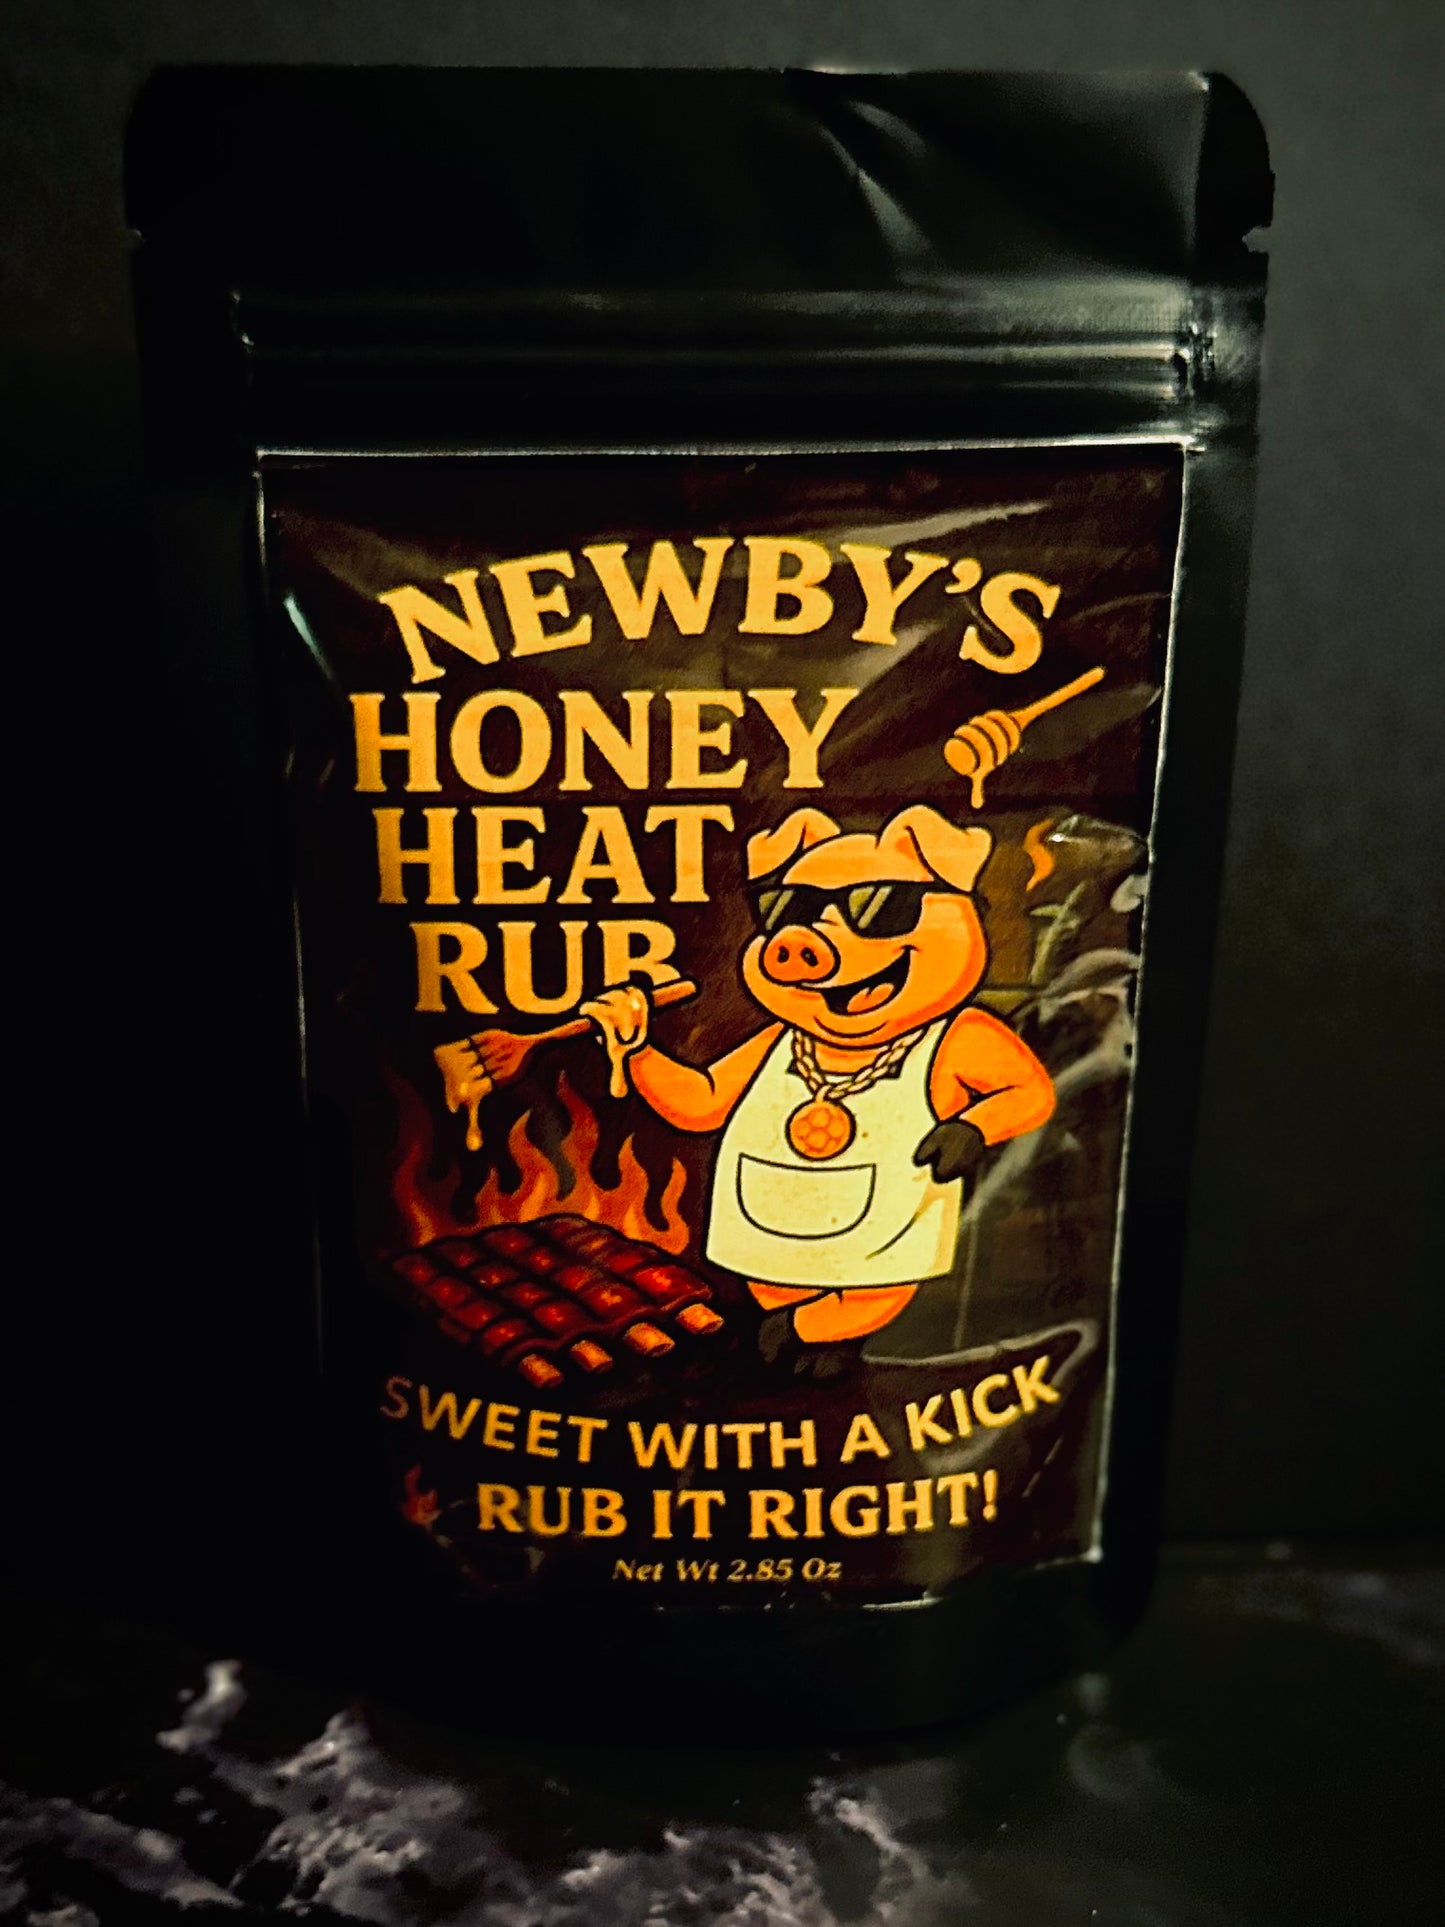 NEWBY'S
HONEY
HEAT
RUB
SWEET WITH A KICK
RUB IT RIGHT!
Net Wt 2.85 Oz